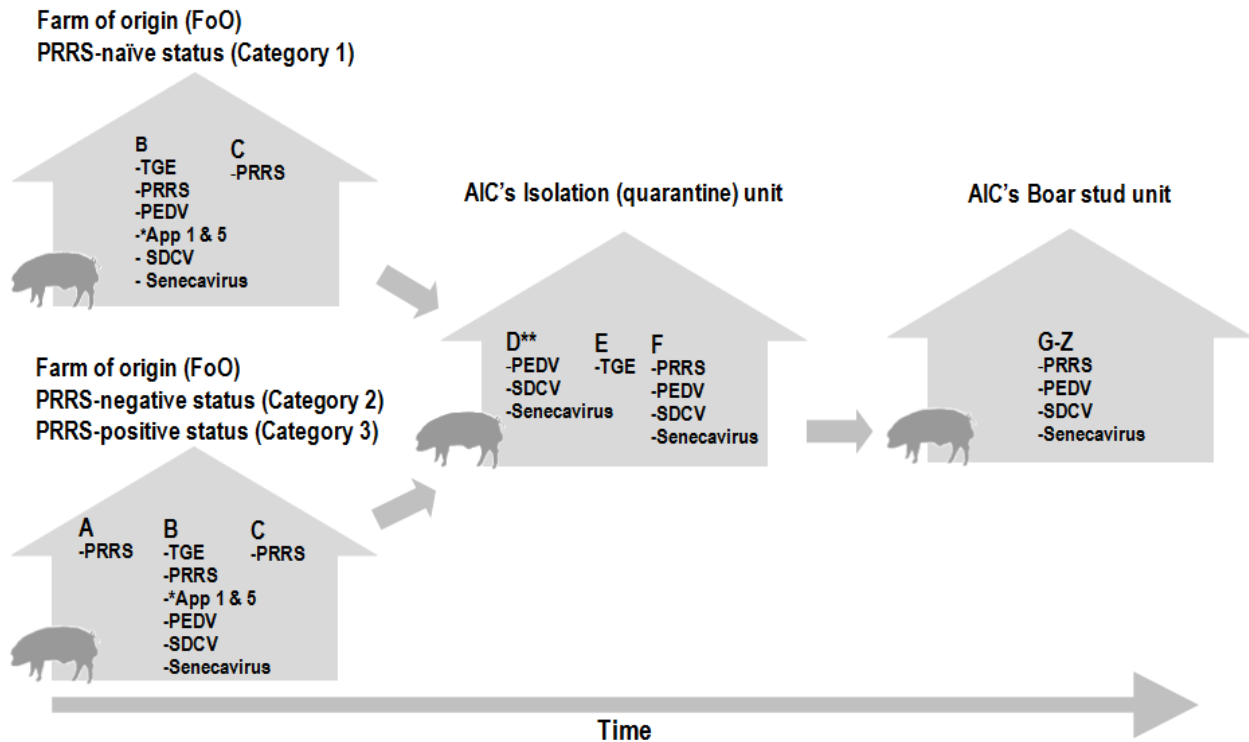 Farm of origin (FoO)
PRRS-naïve status (Category 1)
B
-TGE
-PRRS
-PEDV
-*App 1 & 5
- SDCV
- Senecavirus
C
-PRRS
Farm of origin (FoO)
PRRS-negative status (Category 2)
PRRS-positive status (Category 3)
A
-PRRS
B
-TGE
-PRRS
-*App 1 & 5
-PEDV
-SDCV
-Senecavirus
C
-PRRS
AIC’s Isolation (quarantine) unit
D**
-PEDV
-SDCV
-Senecavirus
E
-TGE
F
-PRRS
-PEDV
-SDCV
-Senecavirus
AIC’s Boar stud unit
G-Z
-PRRS
-PEDV
-SDCV
-Senecavirus
Time